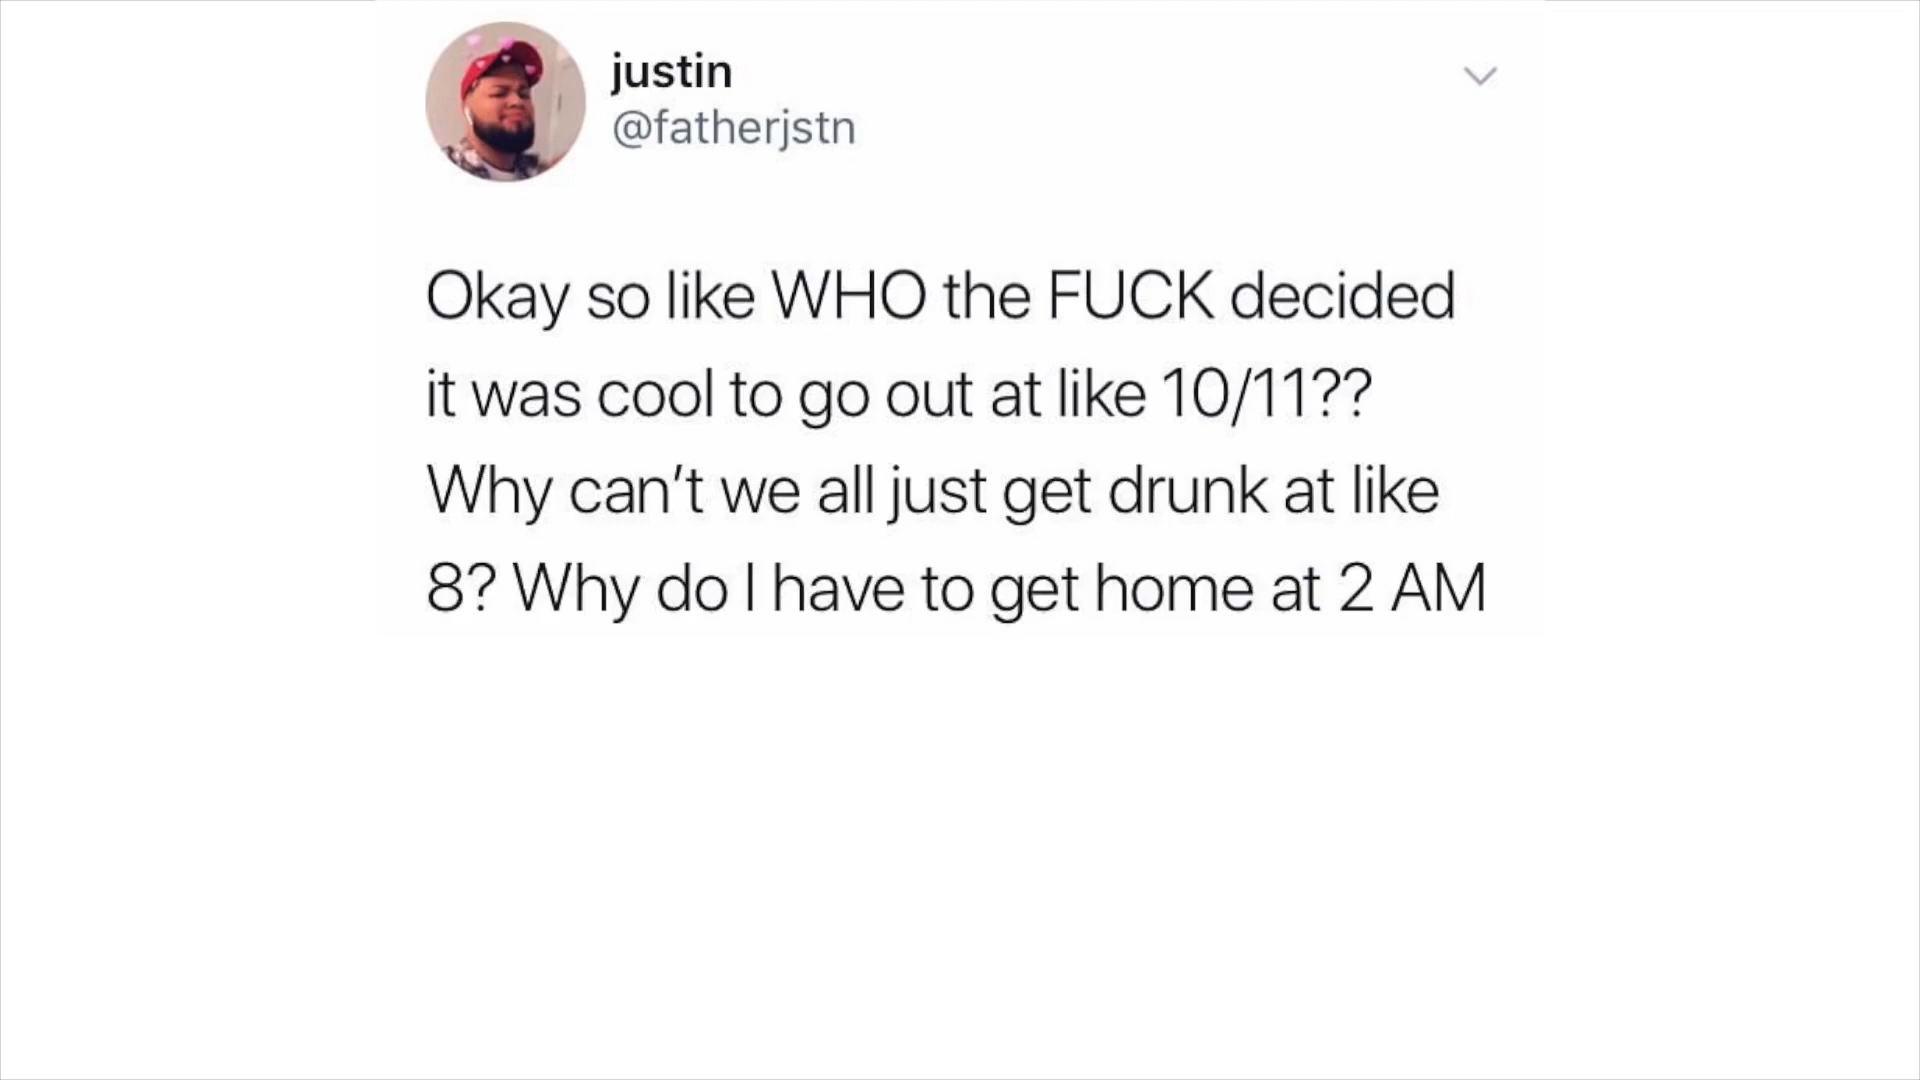 justin
@fatherjstn
Okay so like WHO the FUCK decided
it was cool to go out at like 10/11??
Why can’t we all just get drunk at like
8? Why do I have to get home at 2 AM